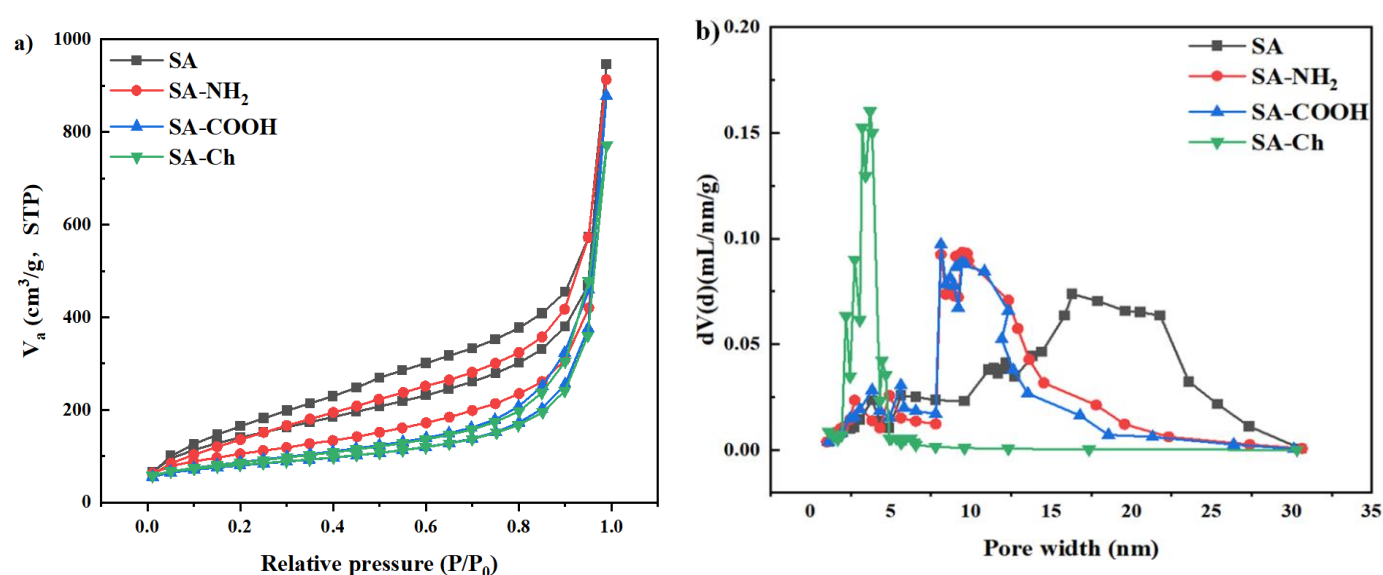 a)
1000
800
600
400
200
0
SA
SA-NH₂
SA-COOH
SA-Ch
Vₐ (cm³/g, STP)
0.0 0.2 0.4 0.6 0.8 1.0
Relative pressure (P/P₀)
b)
0.20
0.15
0.10
0.05
0.00
SA
SA-NH₂
SA-COOH
SA-Ch
dV(d)(mL/nm/g)
0 5 10 15 20 25 30 35
Pore width (nm)